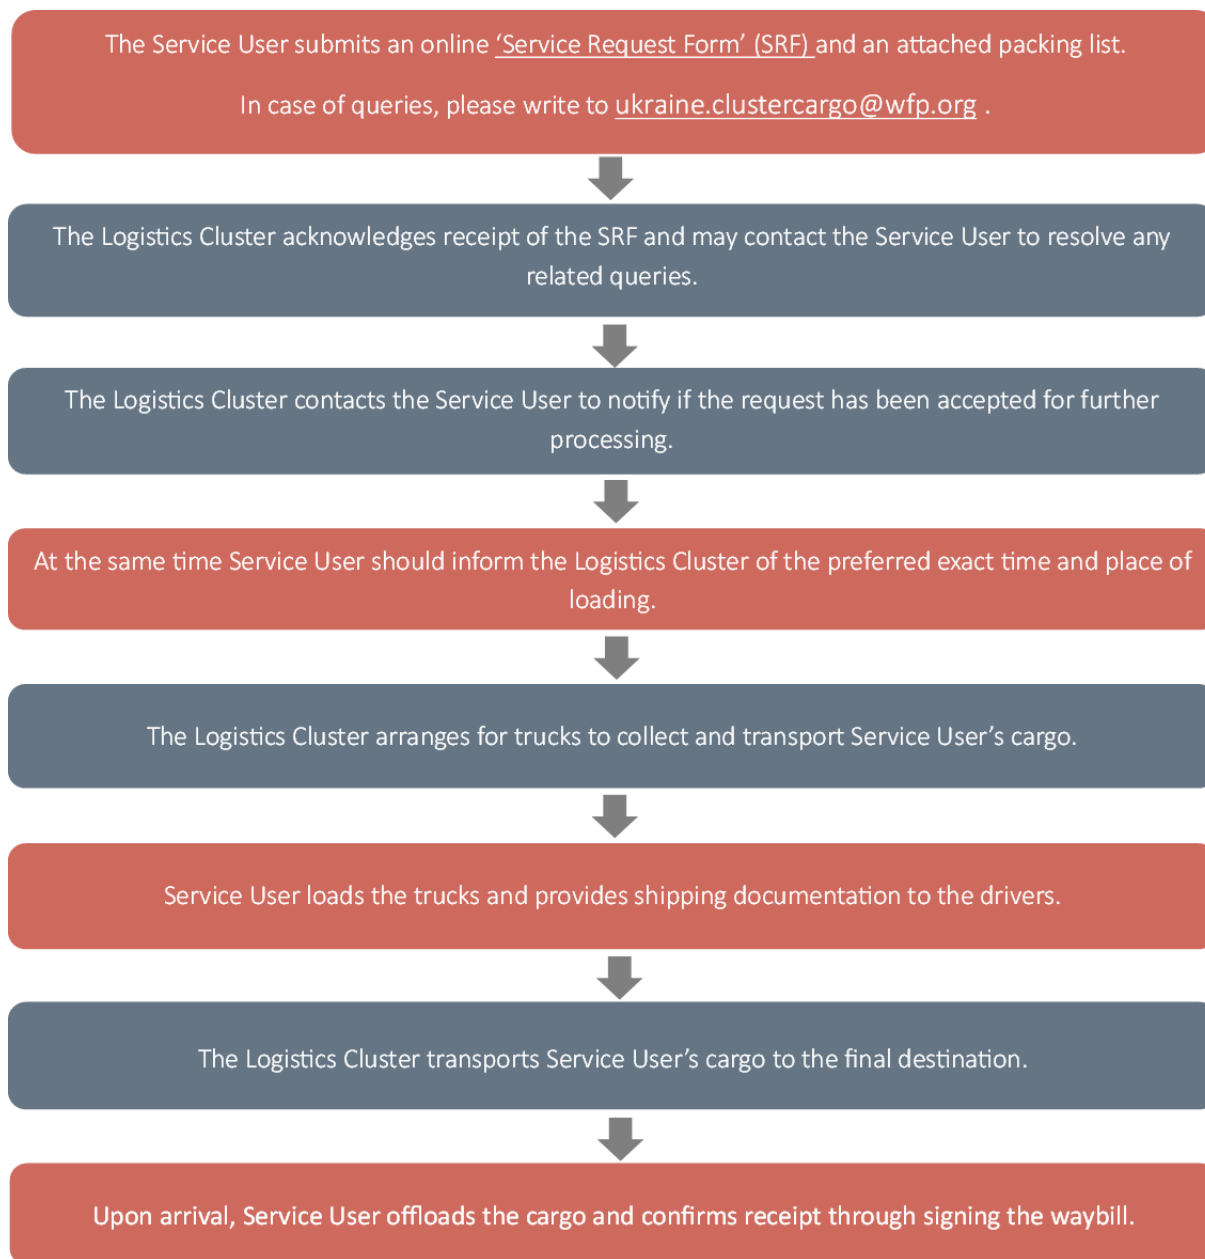 The Service User submits an online ‘Service Request Form’ (SRF) and an attached packing list.
In case of queries, please write to ukraine.clustercargo@wfp.org .
The Logistics Cluster acknowledges receipt of the SRF and may contact the Service User to resolve any
related queries.
The Logistics Cluster contacts the Service User to notify if the request has been accepted for further
processing.
At the same time Service User should inform the Logistics Cluster of the preferred exact time and place of
loading.
The Logistics Cluster arranges for trucks to collect and transport Service User’s cargo.
Service User loads the trucks and provides shipping documentation to the drivers.
The Logistics Cluster transports Service User’s cargo to the final destination.
Upon arrival, Service User offloads the cargo and confirms receipt through signing the waybill.